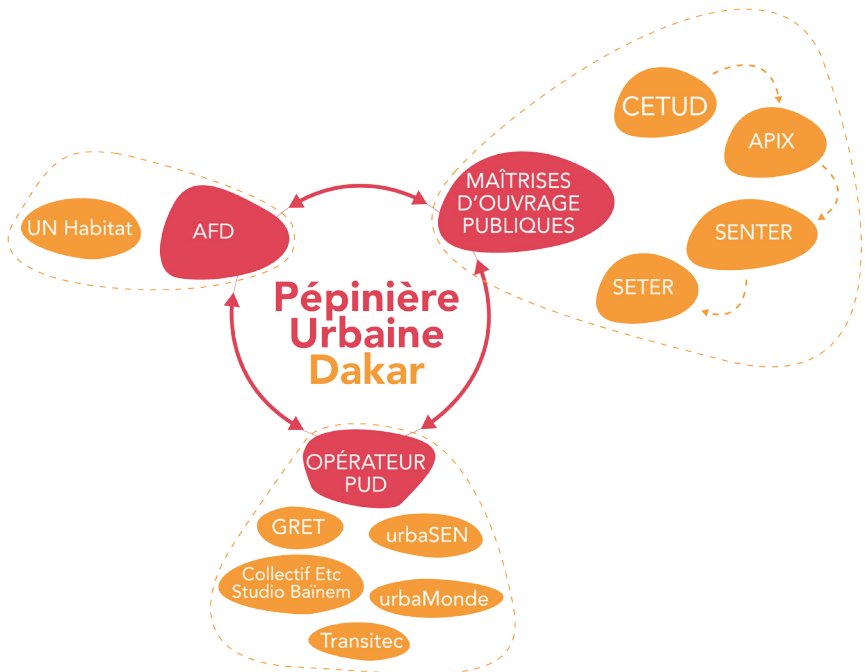 CETUD
APIX
MAÎTRISES
D'OUVRAGE
PUBLIQUES
SENTER
SETER
UN Habitat
AFD
Pépinière
Urbaine
Dakar
OPÉRATEUR
PUD
GRET
urbaSEN
Collectif Etc
Studio Baïnem
urbaMonde
Transitec